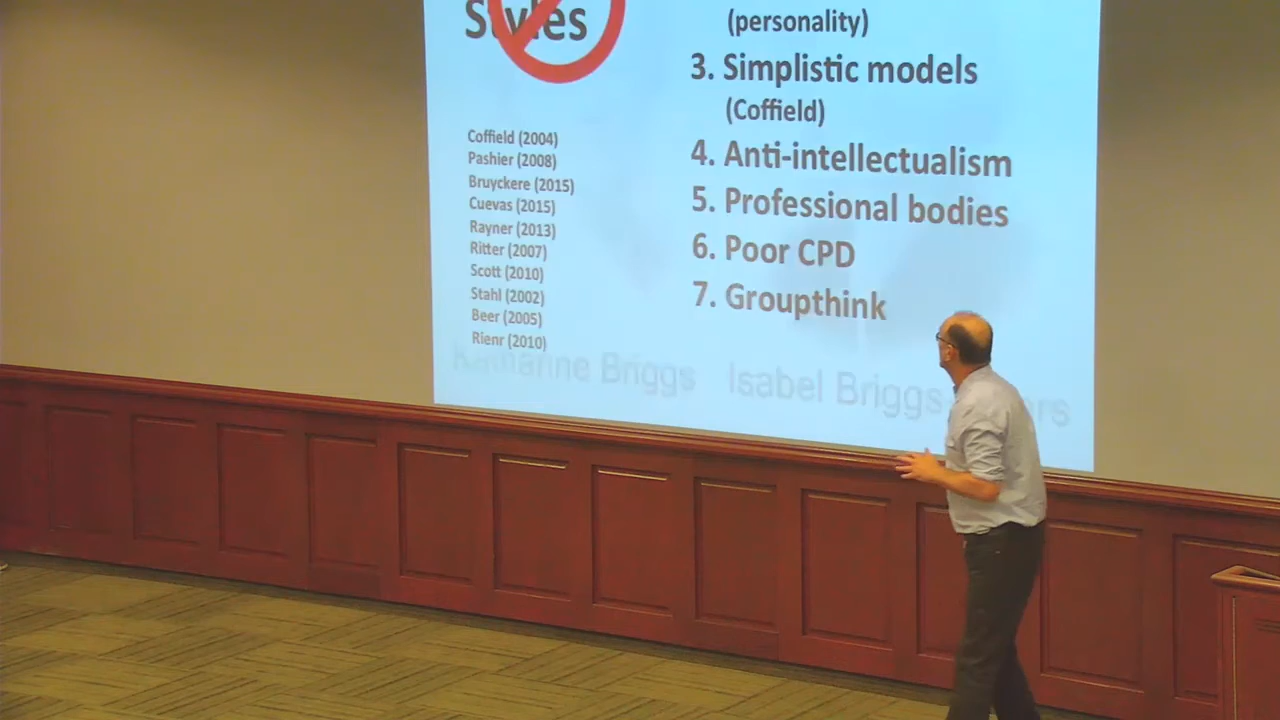 Styles
Coffield (2004)
Pashier (2008)
Bruyckere (2015)
Cuevas (2015)
Rayner (2013)
Ritter (2007)
Scott (2010)
Stahl (2002)
Beer (2005)
Rienr (2010)
(personality)
3. Simplistic models
(Coffield)
4. Anti-intellectualism
5. Professional bodies
6. Poor CPD
7. Groupthink
Katharine Briggs
Isabel Briggs